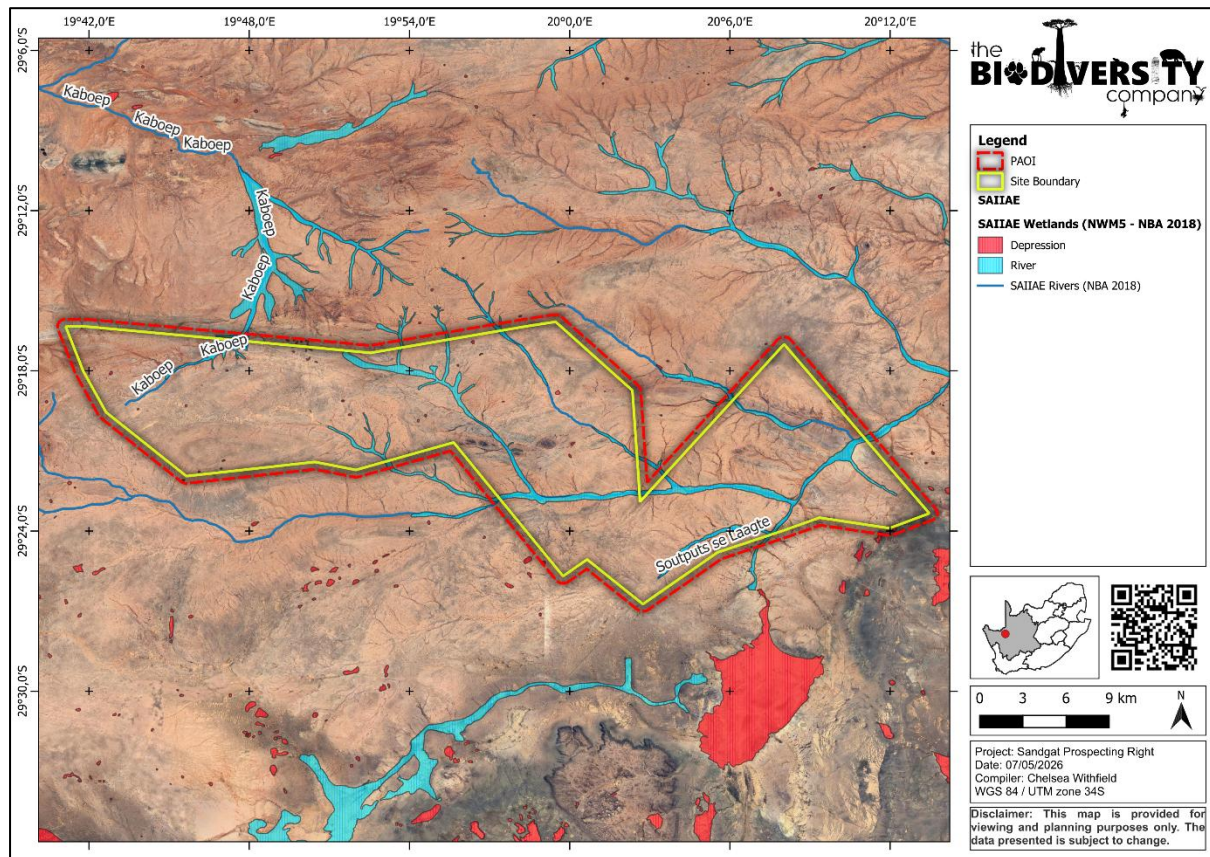 19°42,0'E 19°48,0'E 19°54,0'E 20°0,0'E 20°6,0'E 20°12,0'E
29°6,0'S
29°12,0'S
29°18,0'S
29°24,0'S
29°30,0'S
Kaboep
Kaboep
Kaboep
Kaboep
Kaboep
Kaboep
Kaboep
Soutputs se Laagte
the
BIODIVERSITY
company
Legend
PAOI
Site Boundary
SAIIAE
SAIIAE Wetlands (NWM5 - NBA 2018)
Depression
River
SAIIAE Rivers (NBA 2018)
0 3 6 9 km
N
Project: Sandgat Prospecting Right
Date: 07/05/2026
Compiler: Chelsea Withfield
WGS 84 / UTM zone 34S
Disclaimer: This map is provided for
viewing and planning purposes only. The
data presented is subject to change.